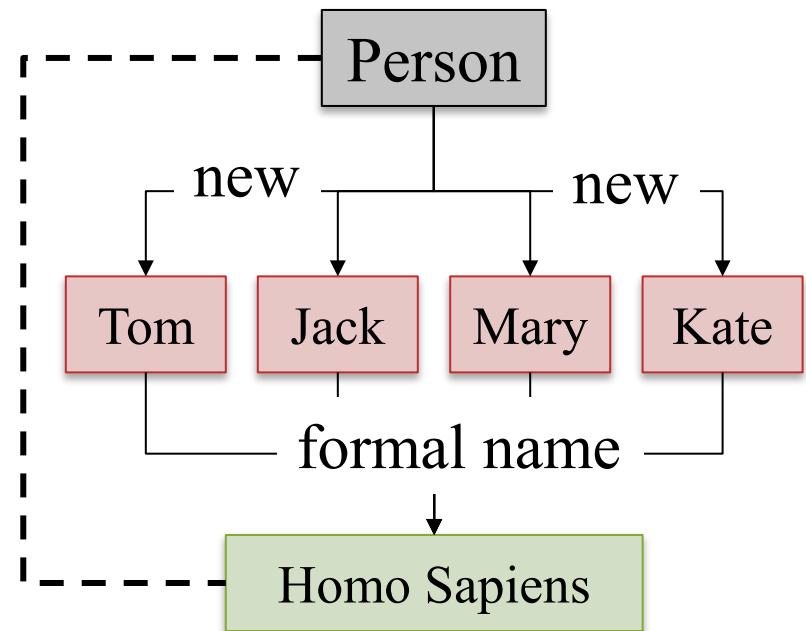 Person
new
new
Tom
Jack
Mary
Kate
formal name
Homo Sapiens